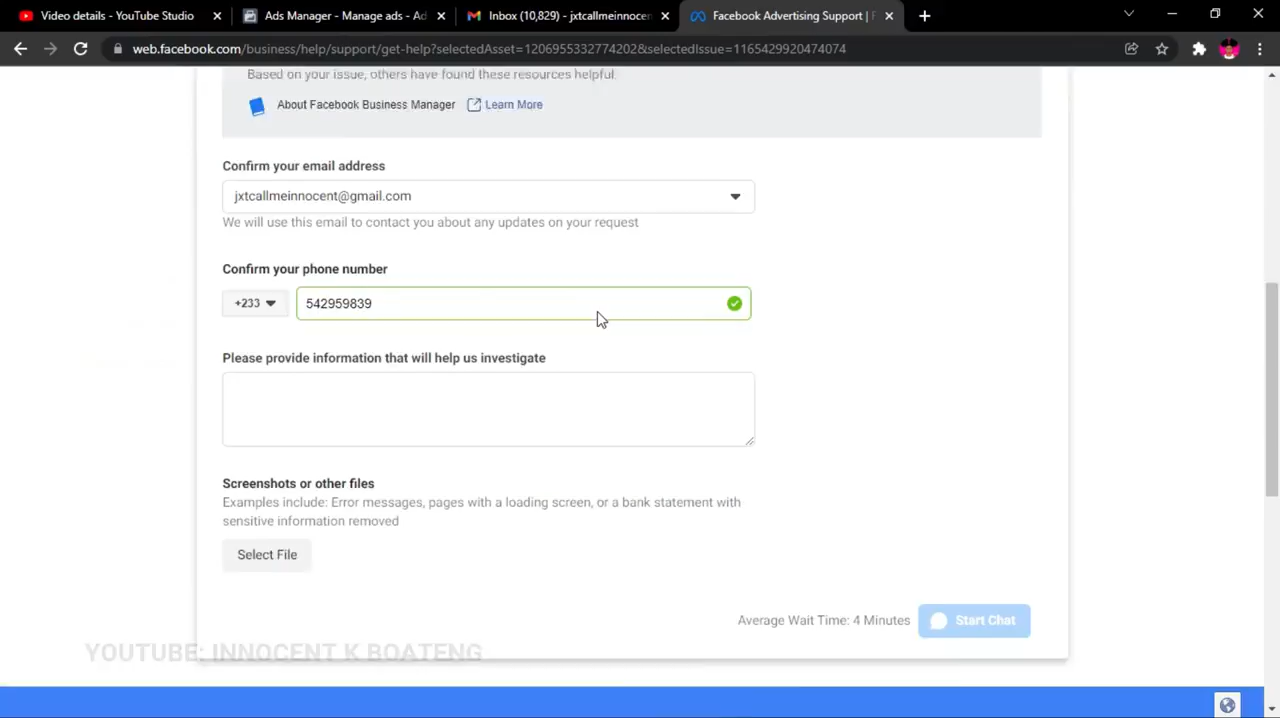 Video details - YouTube Studio
Ads Manager - Manage ads - Ad
Inbox (10,829) - jxtcallmeinnocen
Facebook Advertising Support | F
web.facebook.com/business/help/support/get-help?selectedAsset=1206955332774202&selectedIssue=1165429920474074
Based on your issue, others have found these resources helpful.
About Facebook Business Manager Learn More
Confirm your email address
jxtcallmeinnocent@gmail.com
We will use this email to contact you about any updates on your request
Confirm your phone number
+233 542959839
Please provide information that will help us investigate
Screenshots or other files
Examples include: Error messages, pages with a loading screen, or a bank statement with
sensitive information removed
Select File
Average Wait Time: 4 Minutes Start Chat
YOUTUBE: INNOCENT K BOATENG